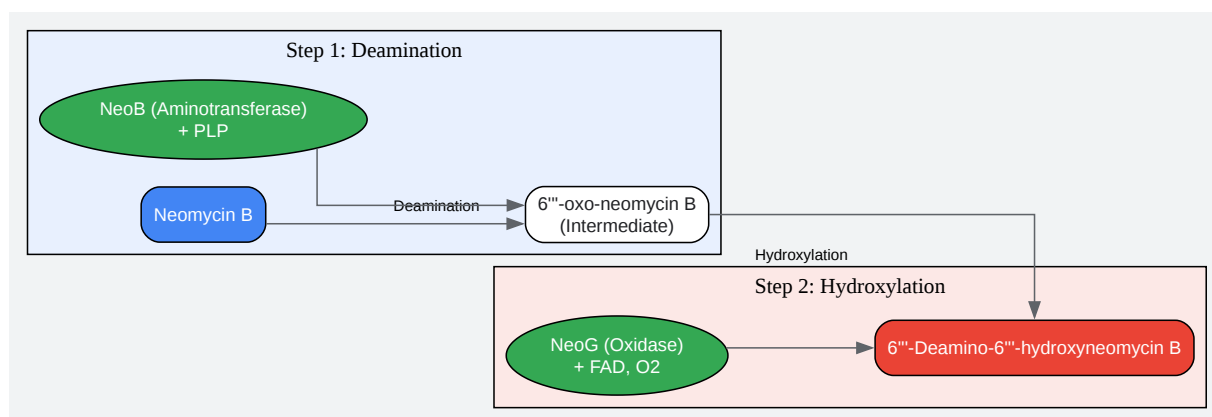 Step 1: Deamination
NeoB (Aminotransferase)
+ PLP
Neomycin B
Deamination
6'''-oxo-neomycin B
(Intermediate)
Hydroxylation
Step 2: Hydroxylation
NeoG (Oxidase)
+ FAD, O2
6'''-Deamino-6'''-hydroxyneomycin B